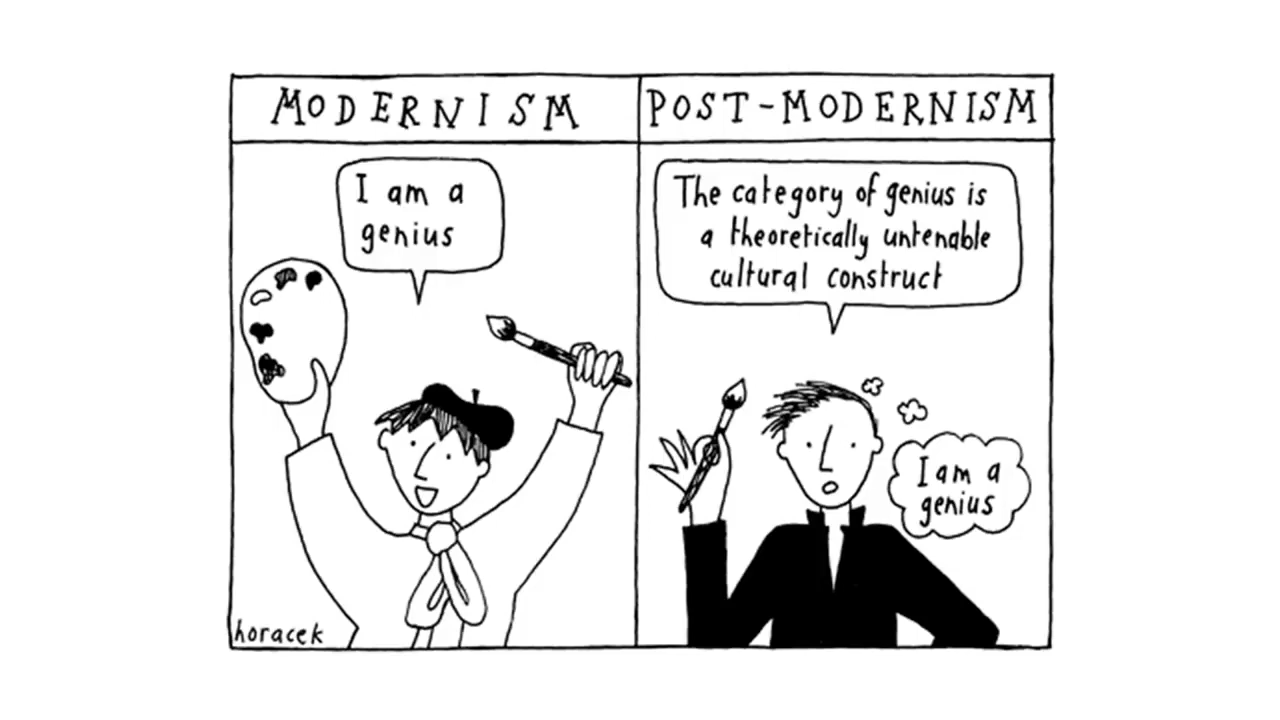 MODERNISM
POST-MODERNISM
I am a
genius
The category of genius is
a theoretically untenable
cultural construct
I am a
genius
horacek